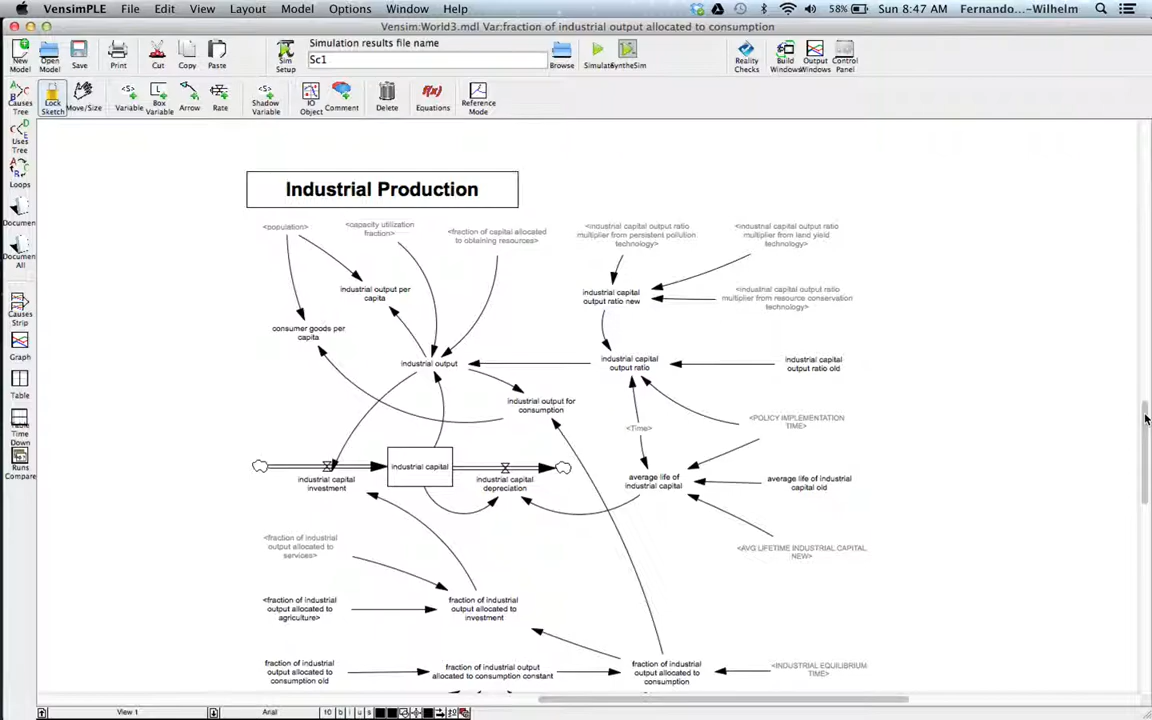 VensimPLE File Edit View Layout Model Options Window Help 58% Sun 8:47 AM Fernando...-Wilhelm
Vensim:World3.mdl Var:fraction of industrial output allocated to consumption
New Model
Open Model
Save
Print
Cut
Copy
Paste
Sim Setup
Simulation results file name
Sc1
Browse
Simulate
SyntheSim
Reality Checks
Build Windows
Output Windows
Control Panel
Causes Tree
Lock Sketch
Move/Size
Variable
Box Variable
Arrow
Rate
Shadow Variable
IO Object
Comment
Delete
Equations
Reference Mode
Uses Tree
Loops
Documen
Documen All
Causes Strip
Graph
Table
Table Time Down
Runs Compare
Industrial Production
<population>
<capacity utilization
fraction>
<fraction of capital allocated
to obtaining resources>
<industrial capital output ratio
multiplier from persistent pollution
technology>
<industrial capital output ratio
multiplier from land yield
technology>
industrial output per
capita
industrial capital
output ratio new
<industrial capital output ratio
multiplier from resource conservation
technology>
consumer goods per
capita
industrial output
industrial capital
output ratio
industrial capital
output ratio old
industrial output for
consumption
<Time>
<POLICY IMPLEMENTATION
TIME>
industrial capital
industrial capital
investment
industrial capital
depreciation
average life of
industrial capital
average life of industrial
capital old
<fraction of industrial
output allocated to
services>
<AVG LIFETIME INDUSTRIAL CAPITAL
NEW>
<fraction of industrial
output allocated to
agriculture>
fraction of industrial
output allocated to
investment
fraction of industrial
output allocated to
consumption old
fraction of industrial output
allocated to consumption constant
fraction of industrial
output allocated to
consumption
<INDUSTRIAL EQUILIBRIUM
TIME>
View 1
Arial
10 b i u s